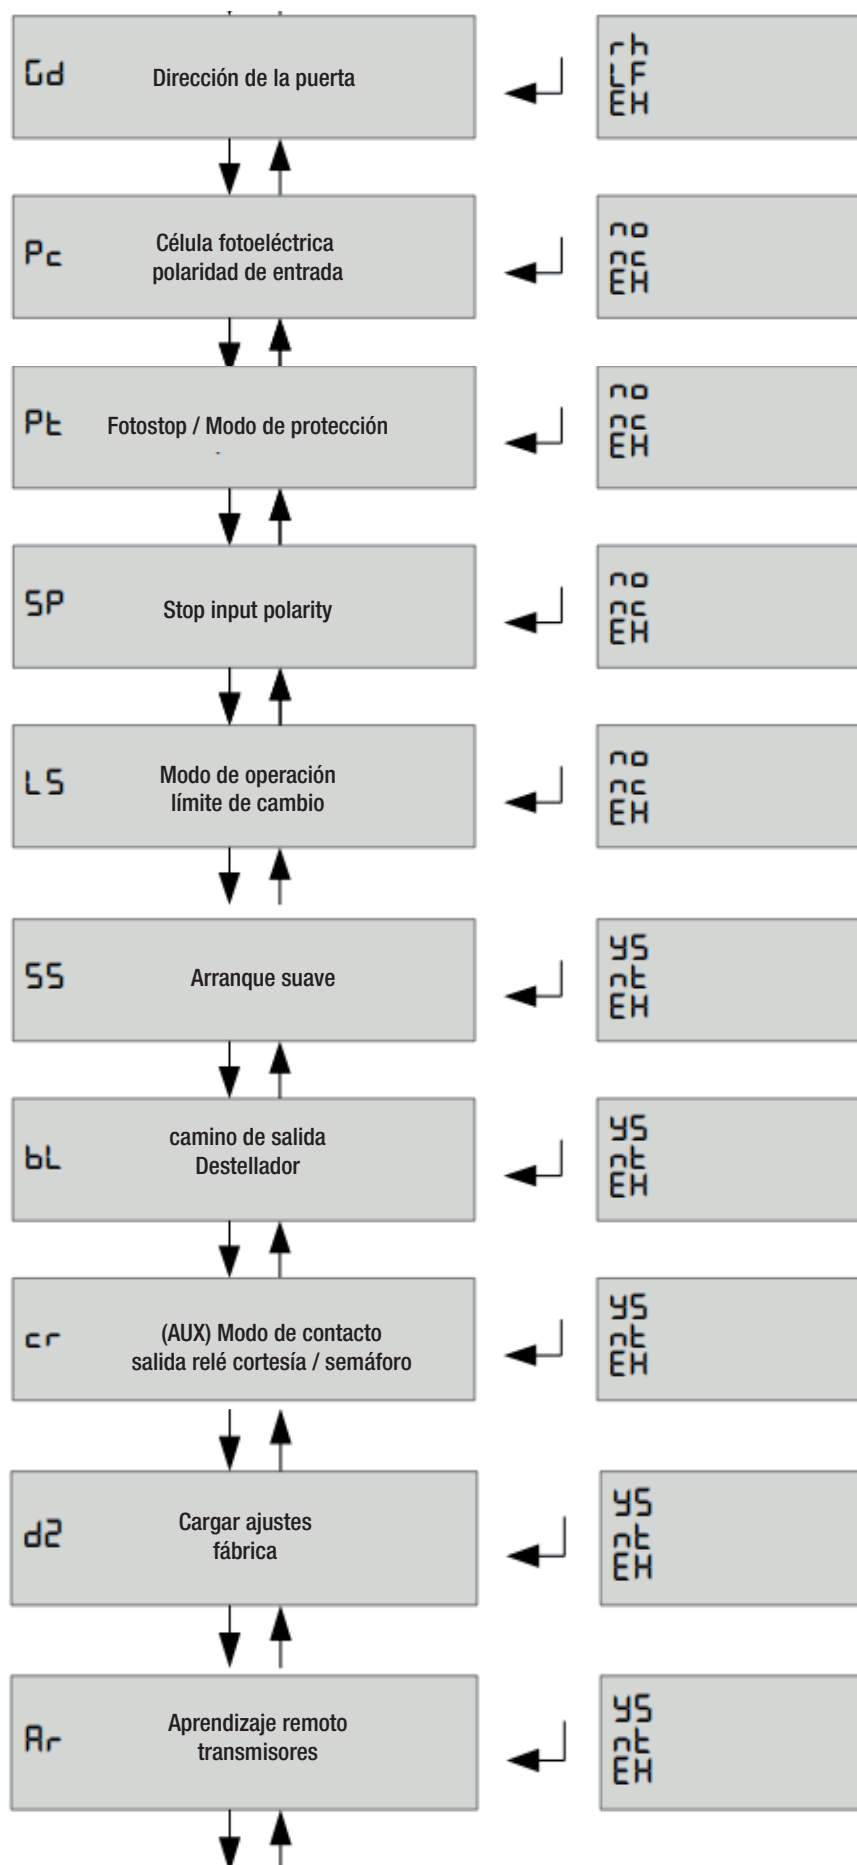 Gd
Dirección de la puerta
rh
LF
EH
Pc
Célula fotoeléctrica
polaridad de entrada
no
nc
EH
Pt
Fotostop / Modo de protección
no
nc
EH
SP
Stop input polarity
no
nc
EH
LS
Modo de operación
límite de cambio
no
nc
EH
SS
Arranque suave
YS
nt
EH
bL
camino de salida
Destellador
YS
nt
EH
cr
(AUX) Modo de contacto
salida relé cortesía / semáforo
YS
nt
EH
d2
Cargar ajustes
fábrica
YS
nt
EH
Ar
Aprendizaje remoto
transmisores
YS
nt
EH